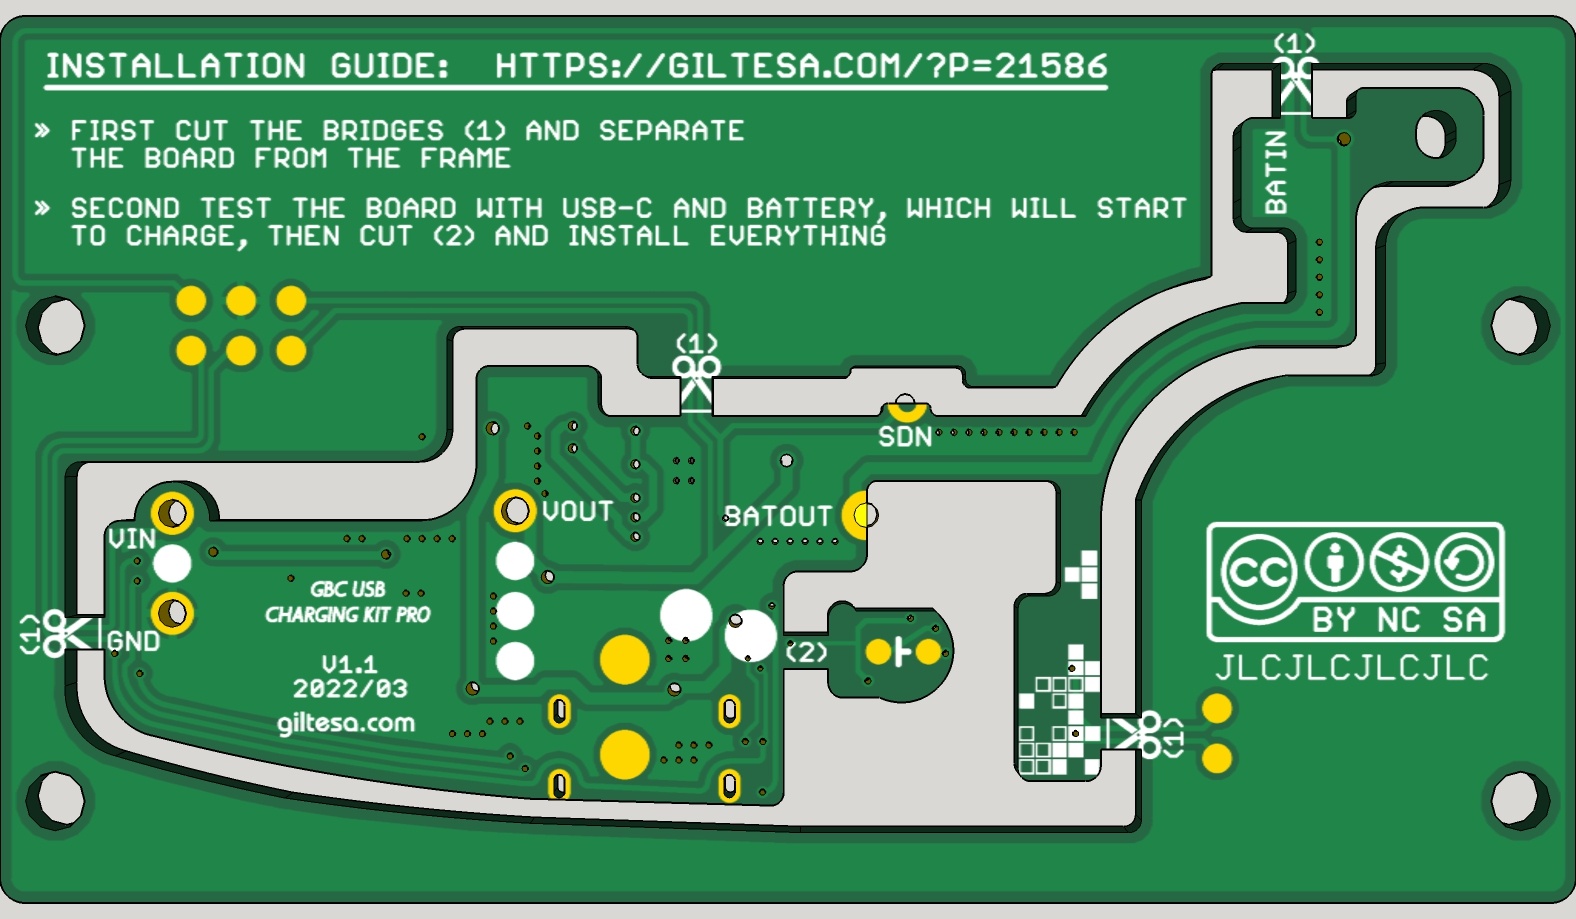 (1)
INSTALLATION GUIDE: HTTPS://GILTESA.COM/?P=21586
» FIRST CUT THE BRIDGES (1) AND SEPARATE
THE BOARD FROM THE FRAME
BATIN
» SECOND TEST THE BOARD WITH USB-C AND BATTERY, WHICH WILL START
TO CHARGE, THEN CUT (2) AND INSTALL EVERYTHING
(1)
SDN
VOUT
BATOUT
VIN
GBC USB
CHARGING KIT PRO
CC
BY NC SA
(1)
GND
(2)
V1.1
2022/03
giltesa.com
JLCJLCJLCJLC
(1)